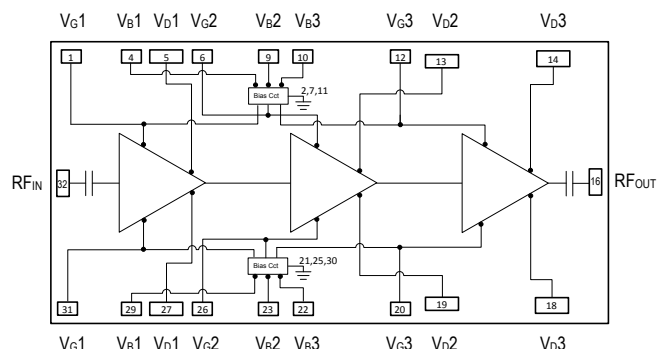 VG1 VB1 VD1 VG2 VB2 VB3 VG3 VD2 VD3
1 4 5 6 9 10 12 13 14
Bias Cct 2,7,11
RFIN 32 16 RFOUT
Bias Cct 21,25,30
31 29 27 26 23 22 20 19 18
VG1 VB1 VD1 VG2 VB2 VB3 VG3 VD2 VD3